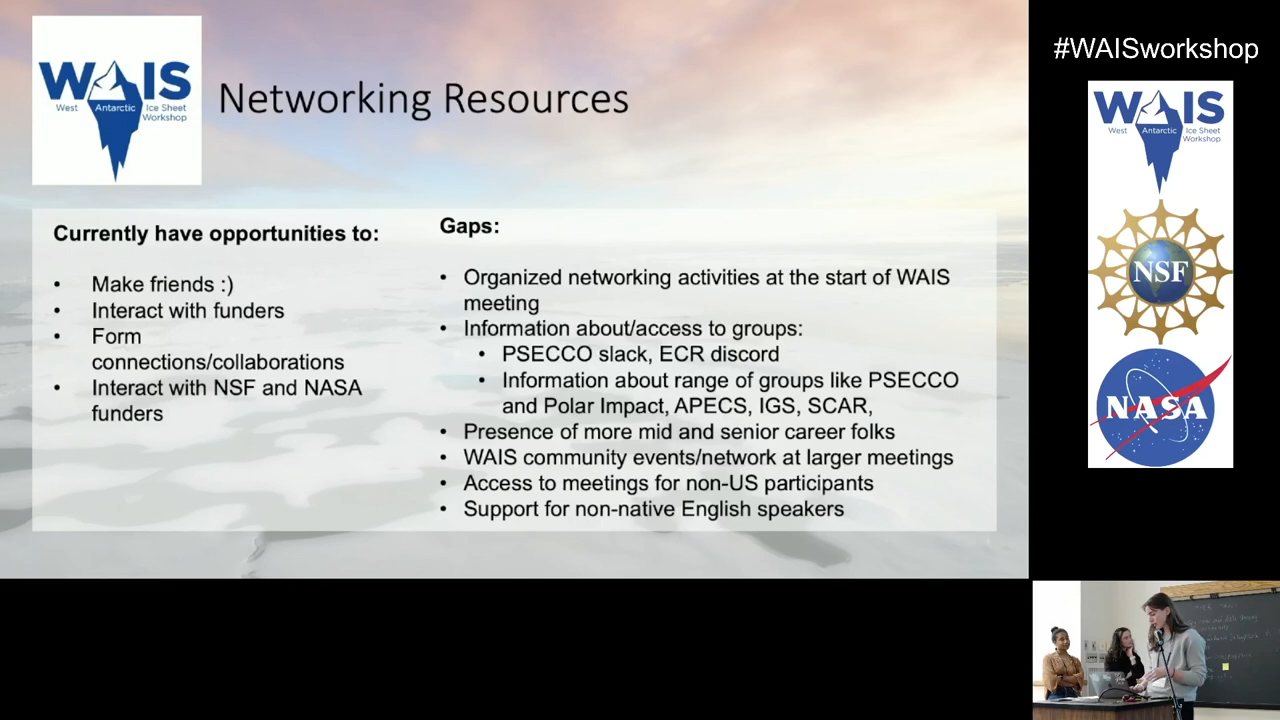 WAIS
West Antarctic Ice Sheet
Workshop
Networking Resources
Currently have opportunities to:
• Make friends :)
• Interact with funders
• Form
connections/collaborations
• Interact with NSF and NASA
funders
Gaps:
• Organized networking activities at the start of WAIS
meeting
• Information about/access to groups:
• PSECCO slack, ECR discord
• Information about range of groups like PSECCO
and Polar Impact, APECS, IGS, SCAR,
• Presence of more mid and senior career folks
• WAIS community events/network at larger meetings
• Access to meetings for non-US participants
• Support for non-native English speakers
#WAISworkshop
WAIS
West Antarctic Ice Sheet
Workshop
NSF
NASA